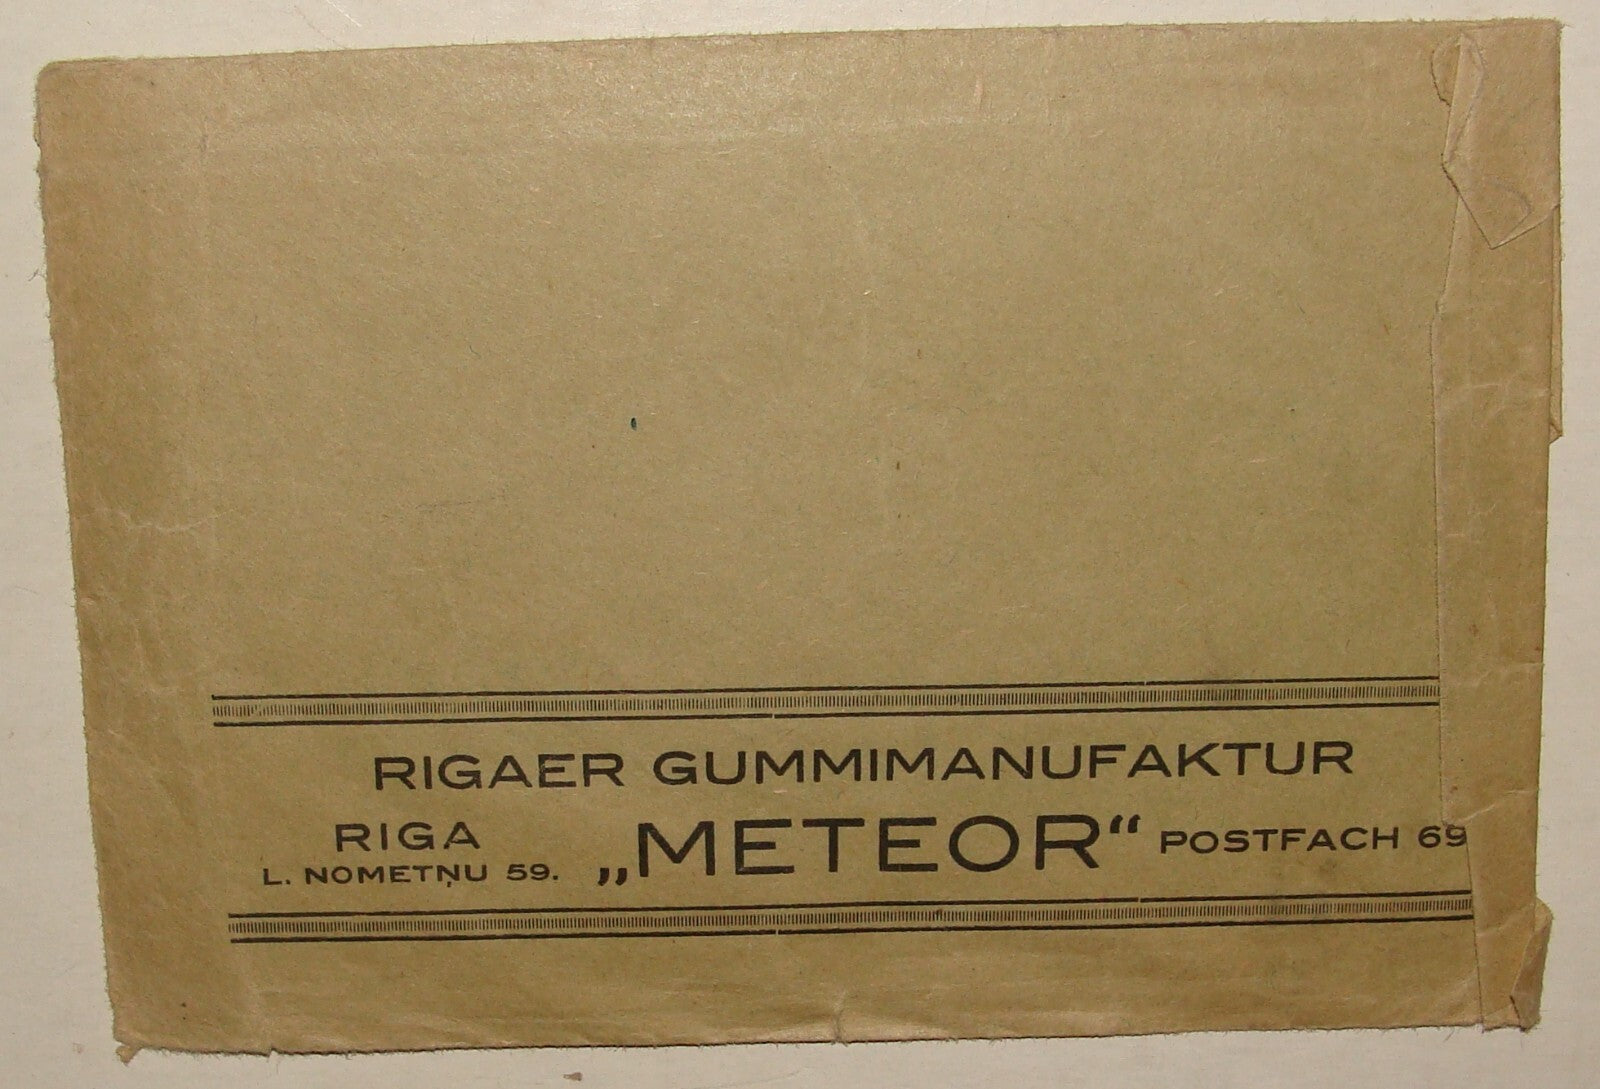 RIGAER GUMMIMANUFAKTUR
RIGA
L. NOMETŅU 59.
„METEOR“
POSTFACH 69